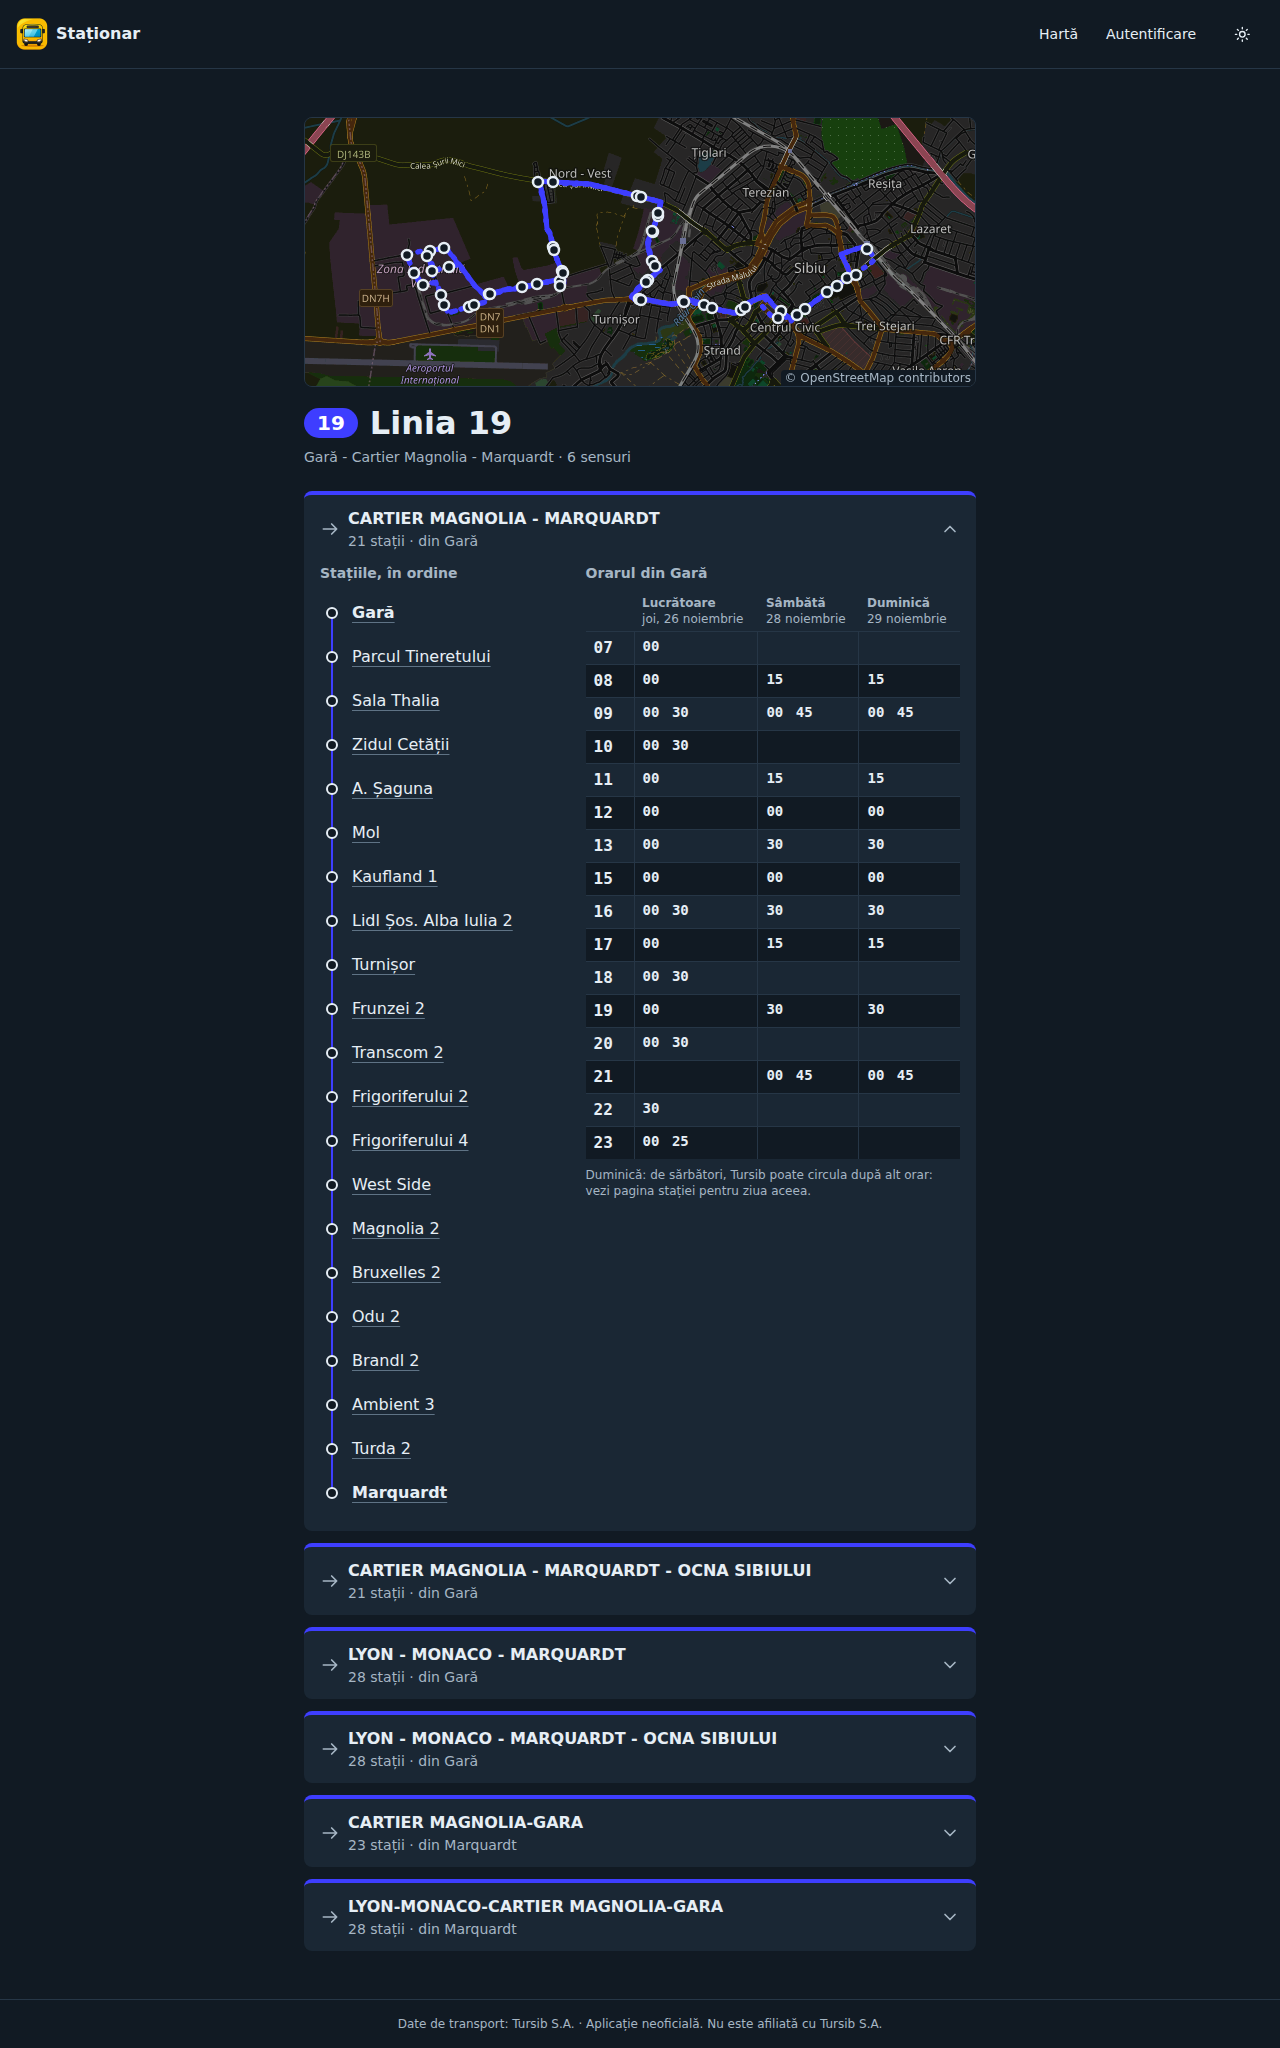 Staționar
Hartă
Autentificare
DJ143B
Calea Șurii Mici
Nord - Vest
Țiglari
Terezian
Reșița
Lazaret
Sibiu
Strada Malului
DN7H
DN7
DN1
Turnișor
Centrul Civic
Trei Stejari
Ștrand
CFR Tr
Aeroportul
Internațional
© OpenStreetMap contributors
19 Linia 19
Gară - Cartier Magnolia - Marquardt · 6 sensuri
CARTIER MAGNOLIA - MARQUARDT
21 stații · din Gară
Stațiile, în ordine
Gară
Parcul Tineretului
Sala Thalia
Zidul Cetății
A. Șaguna
Mol
Kaufland 1
Lidl Șos. Alba Iulia 2
Turnișor
Frunzei 2
Transcom 2
Frigoriferului 2
Frigoriferului 4
West Side
Magnolia 2
Bruxelles 2
Odu 2
Brandl 2
Ambient 3
Turda 2
Marquardt
Orarul din Gară
Lucrătoare Sâmbătă Duminică
joi, 26 noiembrie 28 noiembrie 29 noiembrie
07 00
08 00 15 15
09 00 30 00 45 00 45
10 00 30
11 00 15 15
12 00 00 00
13 00 30 30
15 00 00 00
16 00 30 30 30
17 00 15 15
18 00 30
19 00 30 30
20 00 30
21 00 45 00 45
22 30
23 00 25
Duminică: de sărbători, Tursib poate circula după alt orar:
vezi pagina stației pentru ziua aceea.
CARTIER MAGNOLIA - MARQUARDT - OCNA SIBIULUI
21 stații · din Gară
LYON - MONACO - MARQUARDT
28 stații · din Gară
LYON - MONACO - MARQUARDT - OCNA SIBIULUI
28 stații · din Gară
CARTIER MAGNOLIA-GARA
23 stații · din Marquardt
LYON-MONACO-CARTIER MAGNOLIA-GARA
28 stații · din Marquardt
Date de transport: Tursib S.A. · Aplicație neoficială. Nu este afiliată cu Tursib S.A.